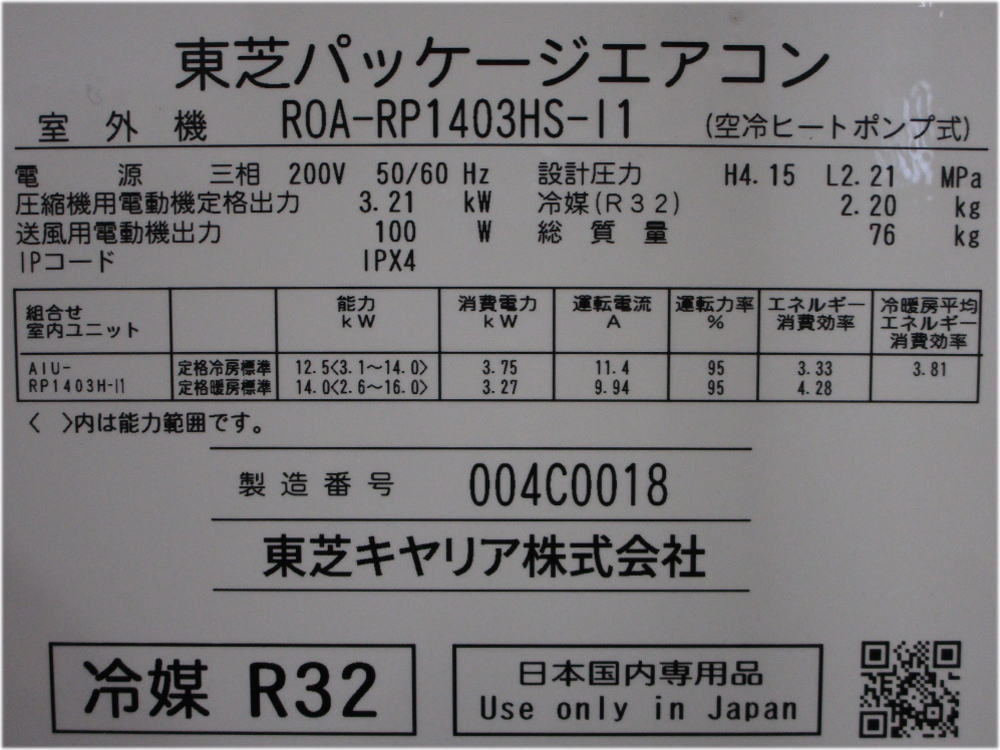 東芝パッケージエアコン
室外機 ROA-RP1403HS-I1 (空冷ヒートポンプ式)
電源 三相 200V 50/60 Hz 設計圧力 H4.15 L2.21 MPa
圧縮機用電動機定格出力 3.21 kW 冷媒(R32) 2.20 kg
送風用電動機出力 100 W 総質量 76 kg
IPコード IPX4
組合せ 能力 消費電力 運転電流 運転力率 エネルギー 冷暖房平均
室内ユニット kW kW A % 消費効率 エネルギー
消費効率
AIU- 定格冷房標準 12.5<3.1~14.0> 3.75 11.4 95 3.33 3.81
RP1403H-I1 定格暖房標準 14.0<2.6~16.0> 3.27 9.94 95 4.28
< >内は能力範囲です。
製造番号 004C0018
東芝キヤリア株式会社
冷媒 R32
日本国内専用品
Use only in Japan